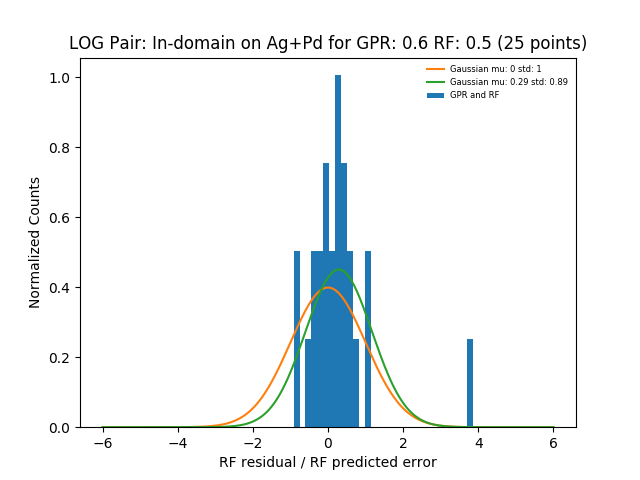 LOG Pair: In-domain on Ag+Pd for GPR: 0.6 RF: 0.5 (25 points)
Gaussian mu: 0 std: 1
Gaussian mu: 0.29 std: 0.89
GPR and RF
Normalized Counts
1.0
0.8
0.6
0.4
0.2
0.0
−6 −4 −2 0 2 4 6
RF residual / RF predicted error